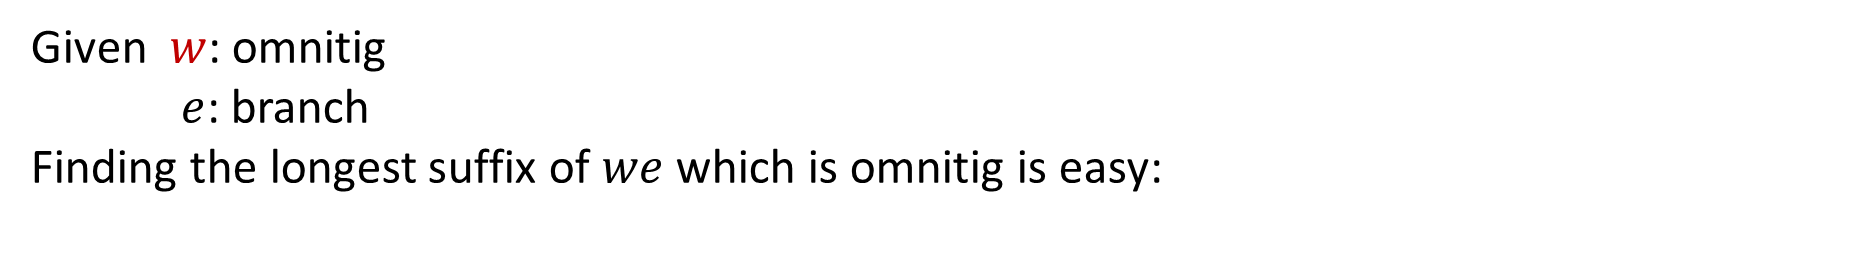 Given w: omnitig
e: branch
Finding the longest suffix of we which is omnitig is easy: